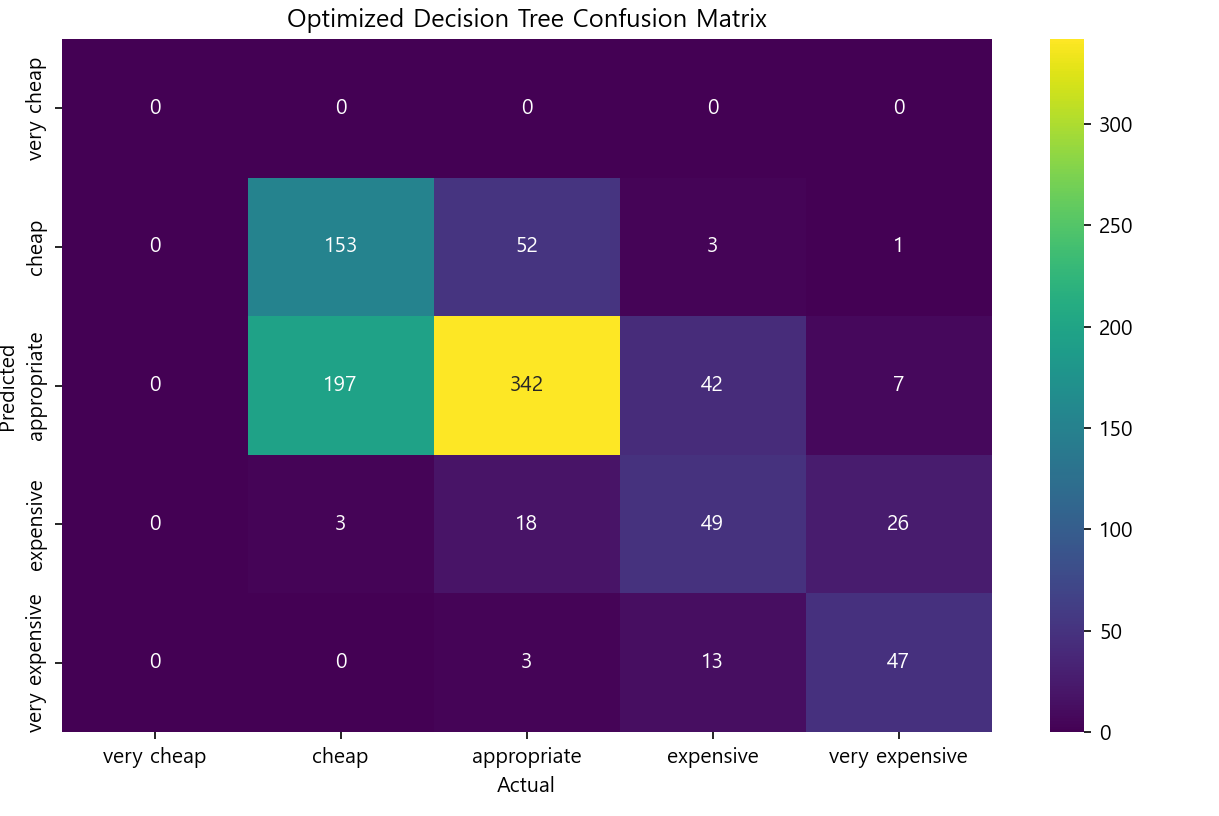 Optimized Decision Tree Confusion Matrix
Predicted
very cheap
0 0 0 0 0
cheap
0 153 52 3 1
appropriate
0 197 342 42 7
expensive
0 3 18 49 26
very expensive
0 0 3 13 47
very cheap cheap appropriate expensive very expensive
Actual
300
250
200
150
100
50
0